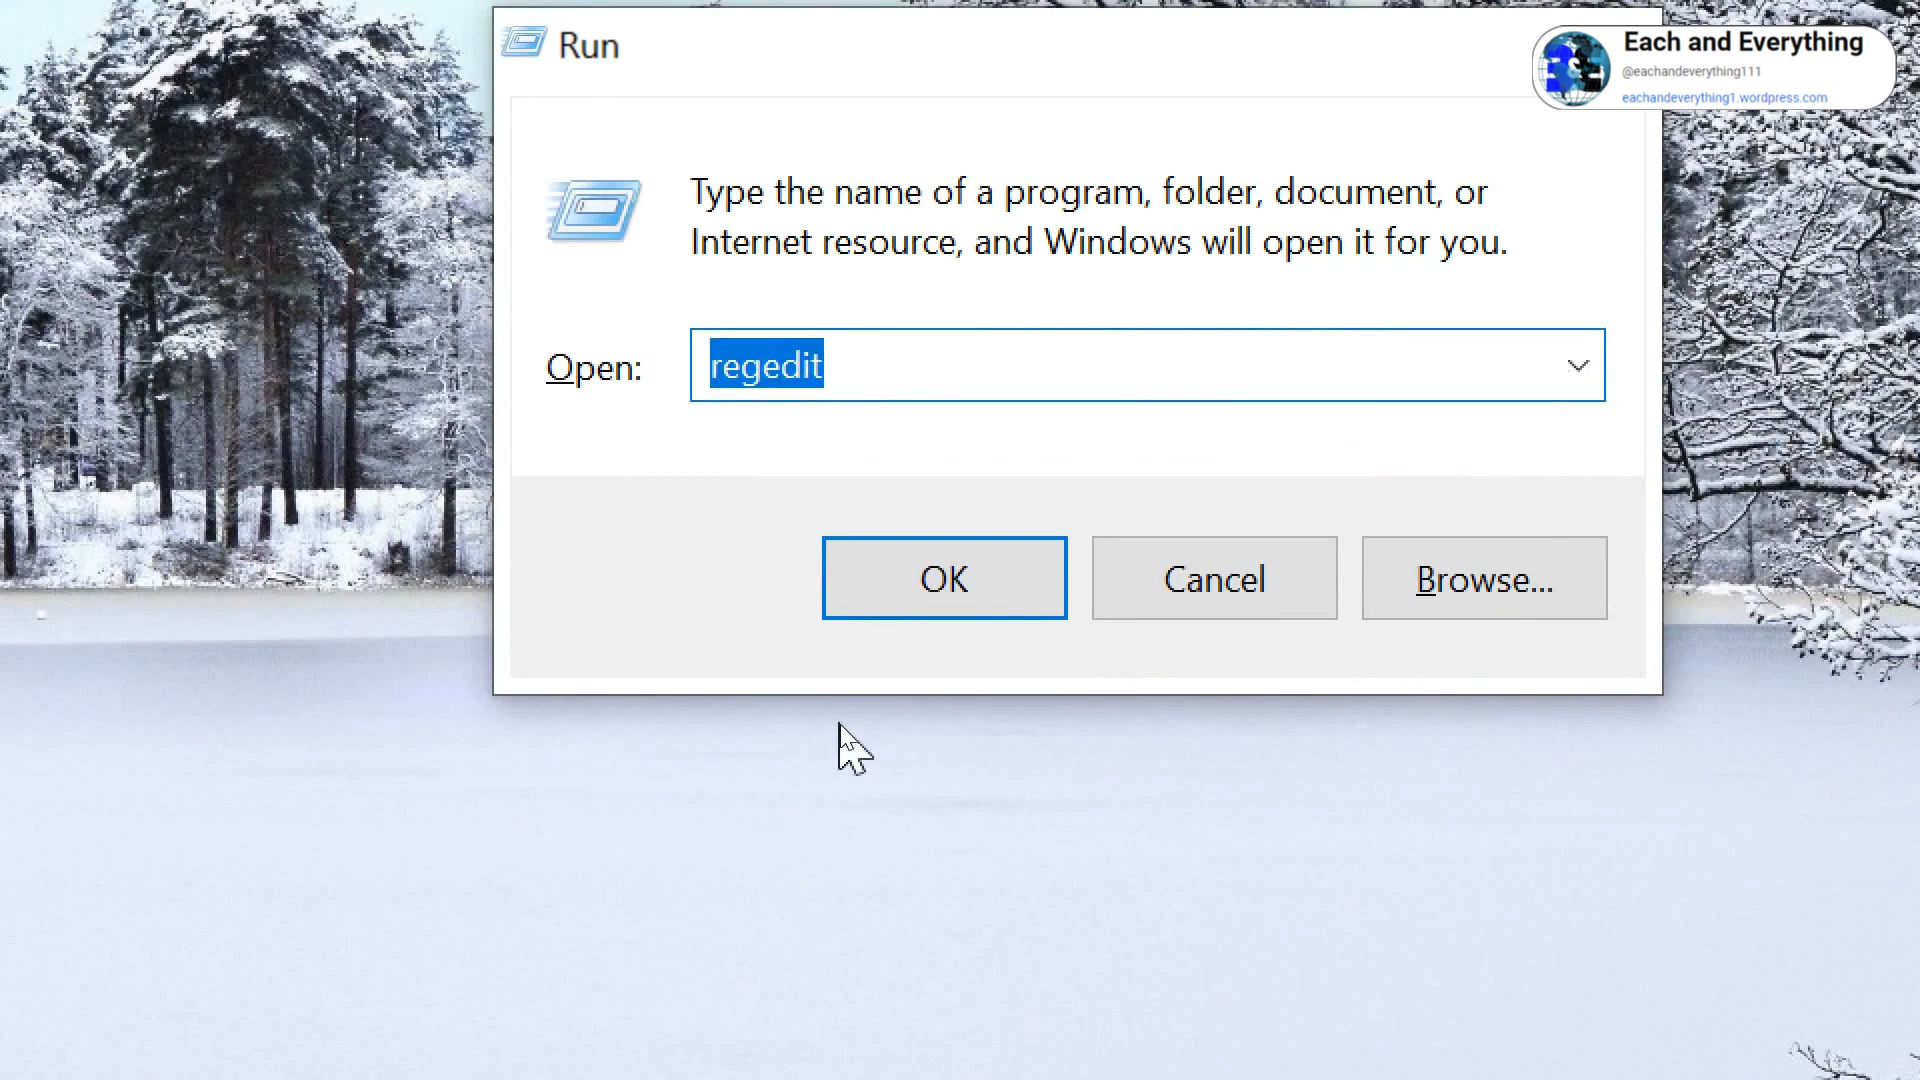 Run
Each and Everything
@eachandeverything111
eachandeverything1.wordpress.com
Type the name of a program, folder, document, or
Internet resource, and Windows will open it for you.
Open:
regedit
OK
Cancel
Browse...